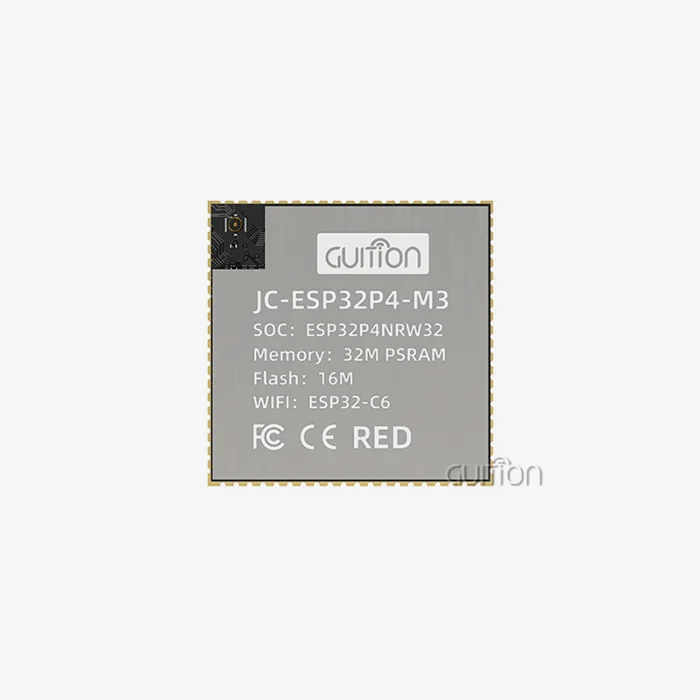 GUITION
JC-ESP32P4-M3
SOC: ESP32P4NRW32
Memory: 32M PSRAM
Flash: 16M
WIFI: ESP32-C6
FC CE RED
GUITION